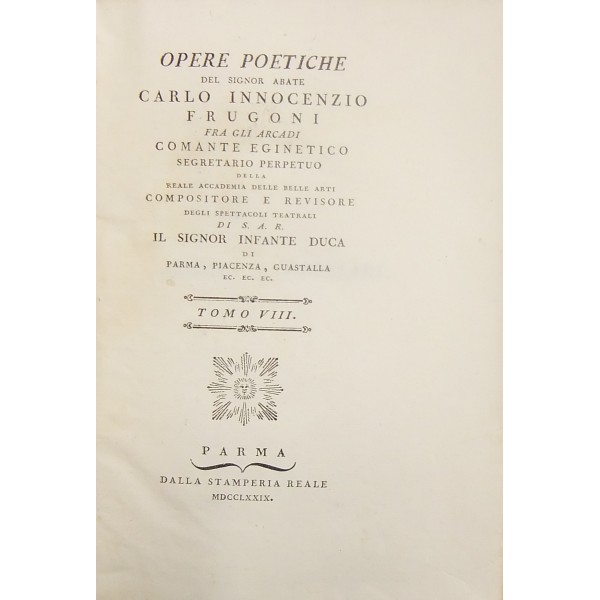 OPERE POETICHE
DEL SIGNOR ABATE
CARLO INNOCENZIO
FRUGONI
FRA GLI ARCADI
COMANTE EGINETICO
SEGRETARIO PERPETUO
DELLA
REALE ACCADEMIA DELLE BELLE ARTI
COMPOSITORE E REVISORE
DEGLI SPETTACOLI TEATRALI
DI S. A. R.
IL SIGNOR INFANTE DUCA
DI
PARMA, PIACENZA, GUASTALLA
EC. EC. EC.
TOMO VIII.
PARMA
DALLA STAMPERIA REALE
MDCCLXXIX.